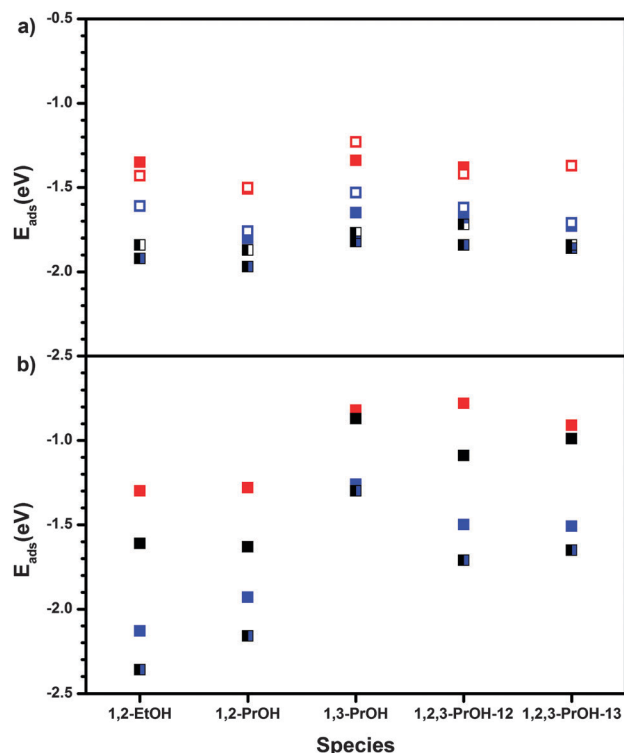 a)
-0.5
-1.0
-1.5
-2.0
-2.5
E_ads(eV)
b)
-1.0
-1.5
-2.0
-2.5
E_ads(eV)
1,2-EtOH 1,2-PrOH 1,3-PrOH 1,2,3-PrOH-12 1,2,3-PrOH-13
Species